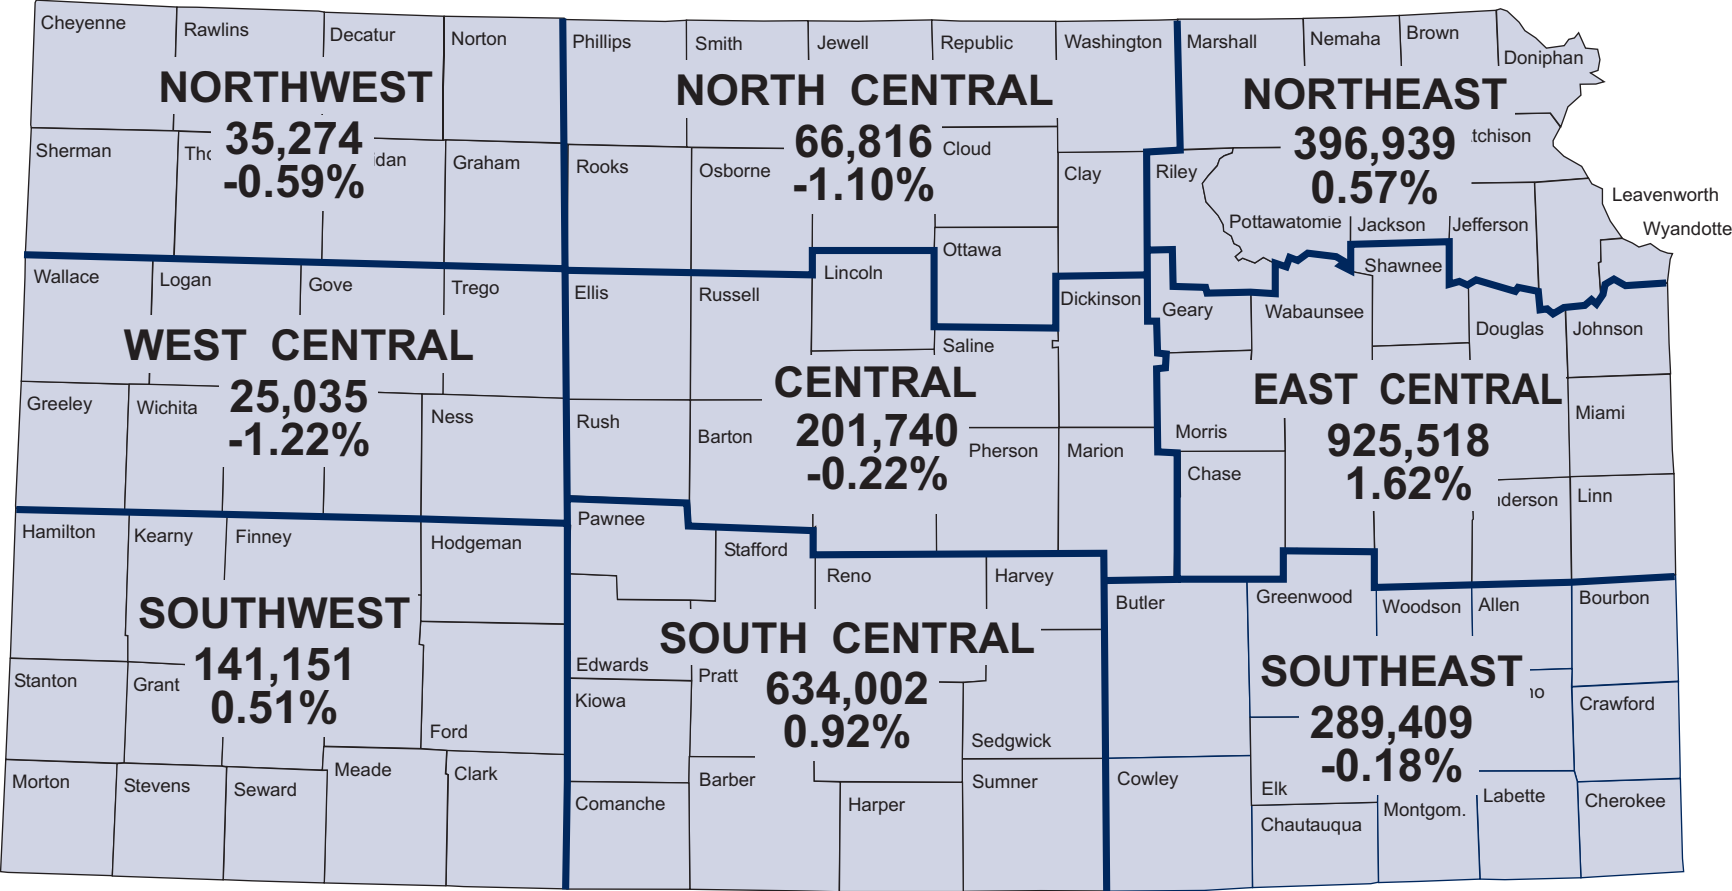 Cheyenne
Rawlins
Decatur
Norton
Phillips
Smith
Jewell
Republic
Washington
Marshall
Nemaha
Brown
Doniphan
NORTHWEST
35,274
-0.59%
NORTH CENTRAL
66,816
-1.10%
NORTHEAST
396,939
0.57%
Sherman
Tho
idan
Graham
Rooks
Osborne
Cloud
Clay
Riley
tchison
Leavenworth
Wyandotte
Pottawatomie
Jackson
Jefferson
Ottawa
Shawnee
Wallace
Logan
Gove
Trego
Ellis
Russell
Lincoln
Dickinson
Geary
Wabaunsee
Douglas
Johnson
Saline
WEST CENTRAL
25,035
-1.22%
CENTRAL
201,740
-0.22%
EAST CENTRAL
925,518
1.62%
Greeley
Wichita
Ness
Rush
Barton
Pherson
Marion
Morris
Chase
Miami
nderson
Linn
Hamilton
Kearny
Finney
Hodgeman
Pawnee
Stafford
Reno
Harvey
Butler
Greenwood
Woodson
Allen
Bourbon
SOUTHWEST
141,151
0.51%
SOUTH CENTRAL
634,002
0.92%
SOUTHEAST
289,409
-0.18%
Stanton
Grant
Ford
Edwards
Pratt
Kiowa
Sedgwick
no
Crawford
Morton
Stevens
Seward
Meade
Clark
Comanche
Barber
Harper
Sumner
Cowley
Elk
Chautauqua
Montgom.
Labette
Cherokee